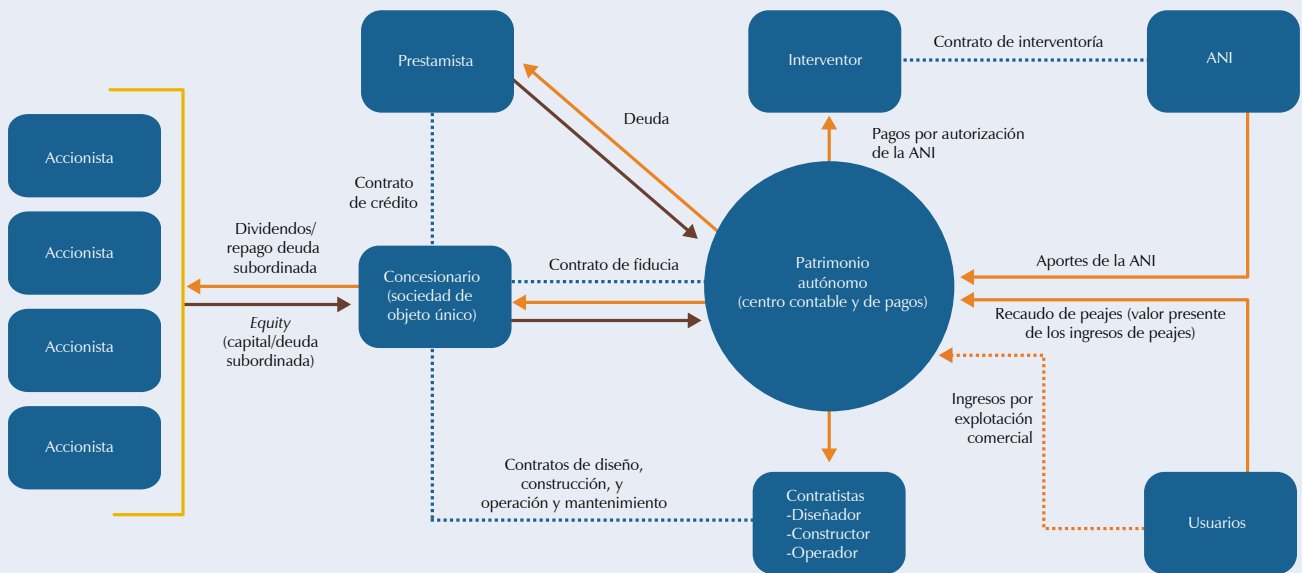 Prestamista
Interventor
Contrato de interventoría
ANI
Deuda
Pagos por autorización
de la ANI
Accionista
Accionista
Accionista
Accionista
Contrato
de crédito
Dividendos/
repago deuda
subordinada
Equity
(capital/deuda
subordinada)
Concesionario
(sociedad de
objeto único)
Contrato de fiducia
Patrimonio
autónomo
(centro contable y de pagos)
Aportes de la ANI
Recaudo de peajes (valor presente
de los ingresos de peajes)
Ingresos por
explotación
comercial
Contratos de diseño,
construcción, y
operación y mantenimiento
Contratistas
-Diseñador
-Constructor
-Operador
Usuarios